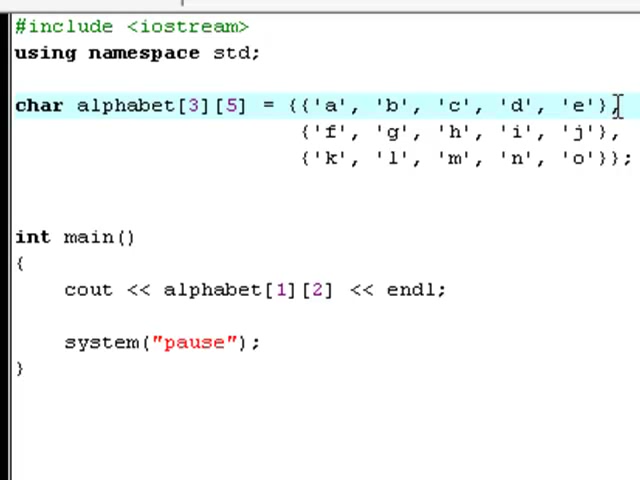 #include <iostream>
using namespace std;
char alphabet[3][5] = {{'a', 'b', 'c', 'd', 'e'},
{'f', 'g', 'h', 'i', 'j'},
{'k', 'l', 'm', 'n', 'o'}};
int main()
{
cout << alphabet[1][2] << endl;
system("pause");
}